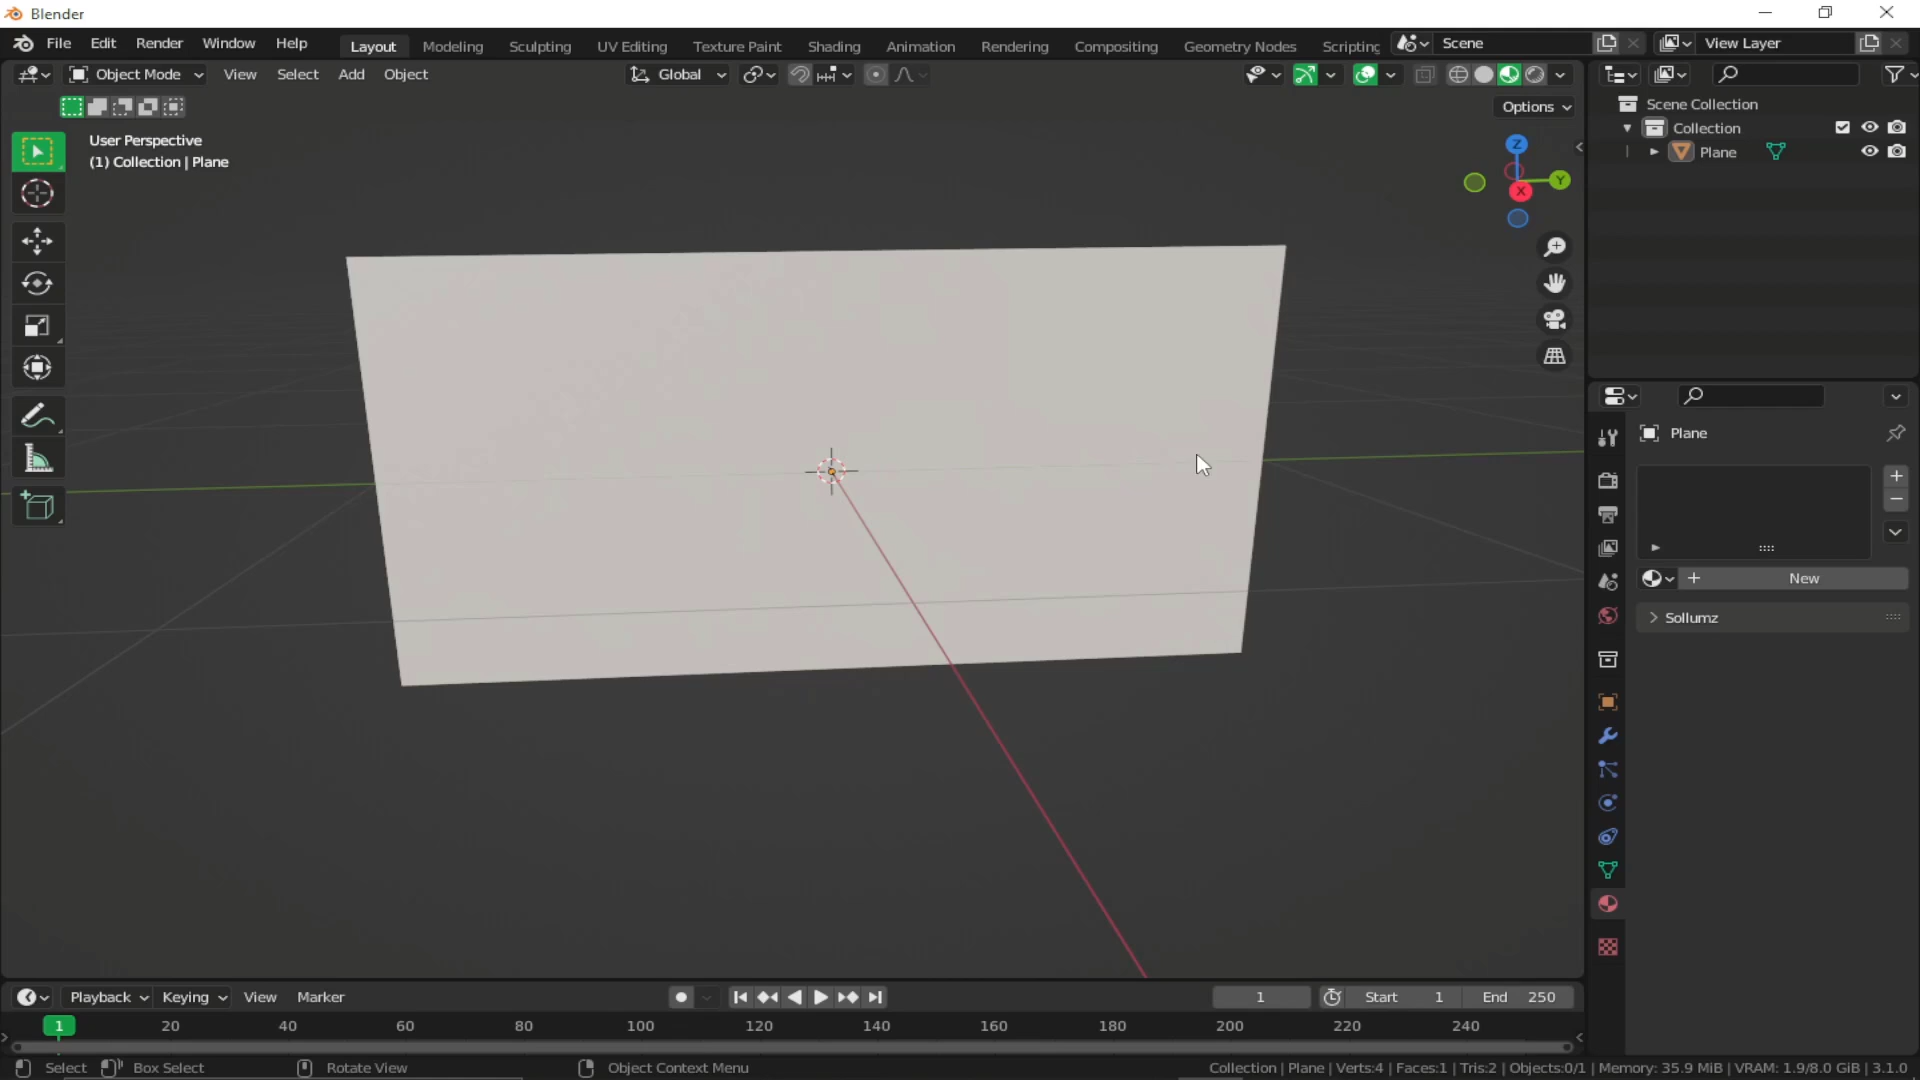 Blender
File Edit Render Window Help
Layout Modeling Sculpting UV Editing Texture Paint Shading Animation Rendering Compositing Geometry Nodes Scripting
Scene
View Layer
Object Mode View Select Add Object
Global
Options
User Perspective
(1) Collection | Plane
Z
Y
X
Scene Collection
Collection
Plane
Plane
New
Sollumz
Playback Keying View Marker
1
Start 1
End 250
1 20 40 60 80 100 120 140 160 180 200 220 240
Select Box Select Rotate View Object Context Menu
Collection | Plane | Verts:4 | Faces:1 | Tris:2 | Objects:0/1 | Memory: 35.9 MiB | VRAM: 1.9/8.0 GiB | 3.1.0